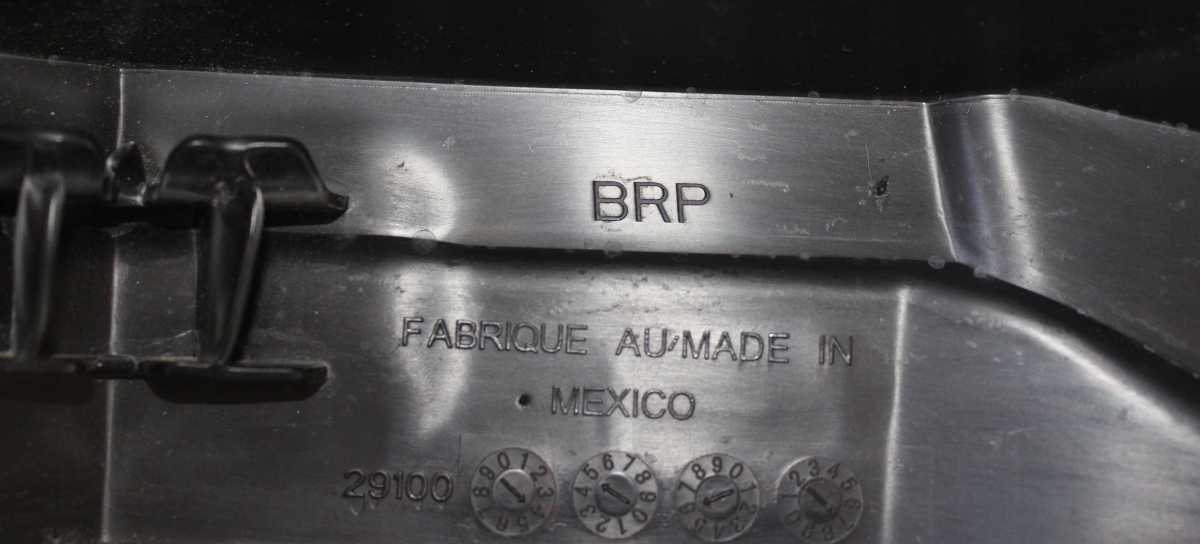 BRP
FABRIQUE AU/MADE IN
MEXICO
29100